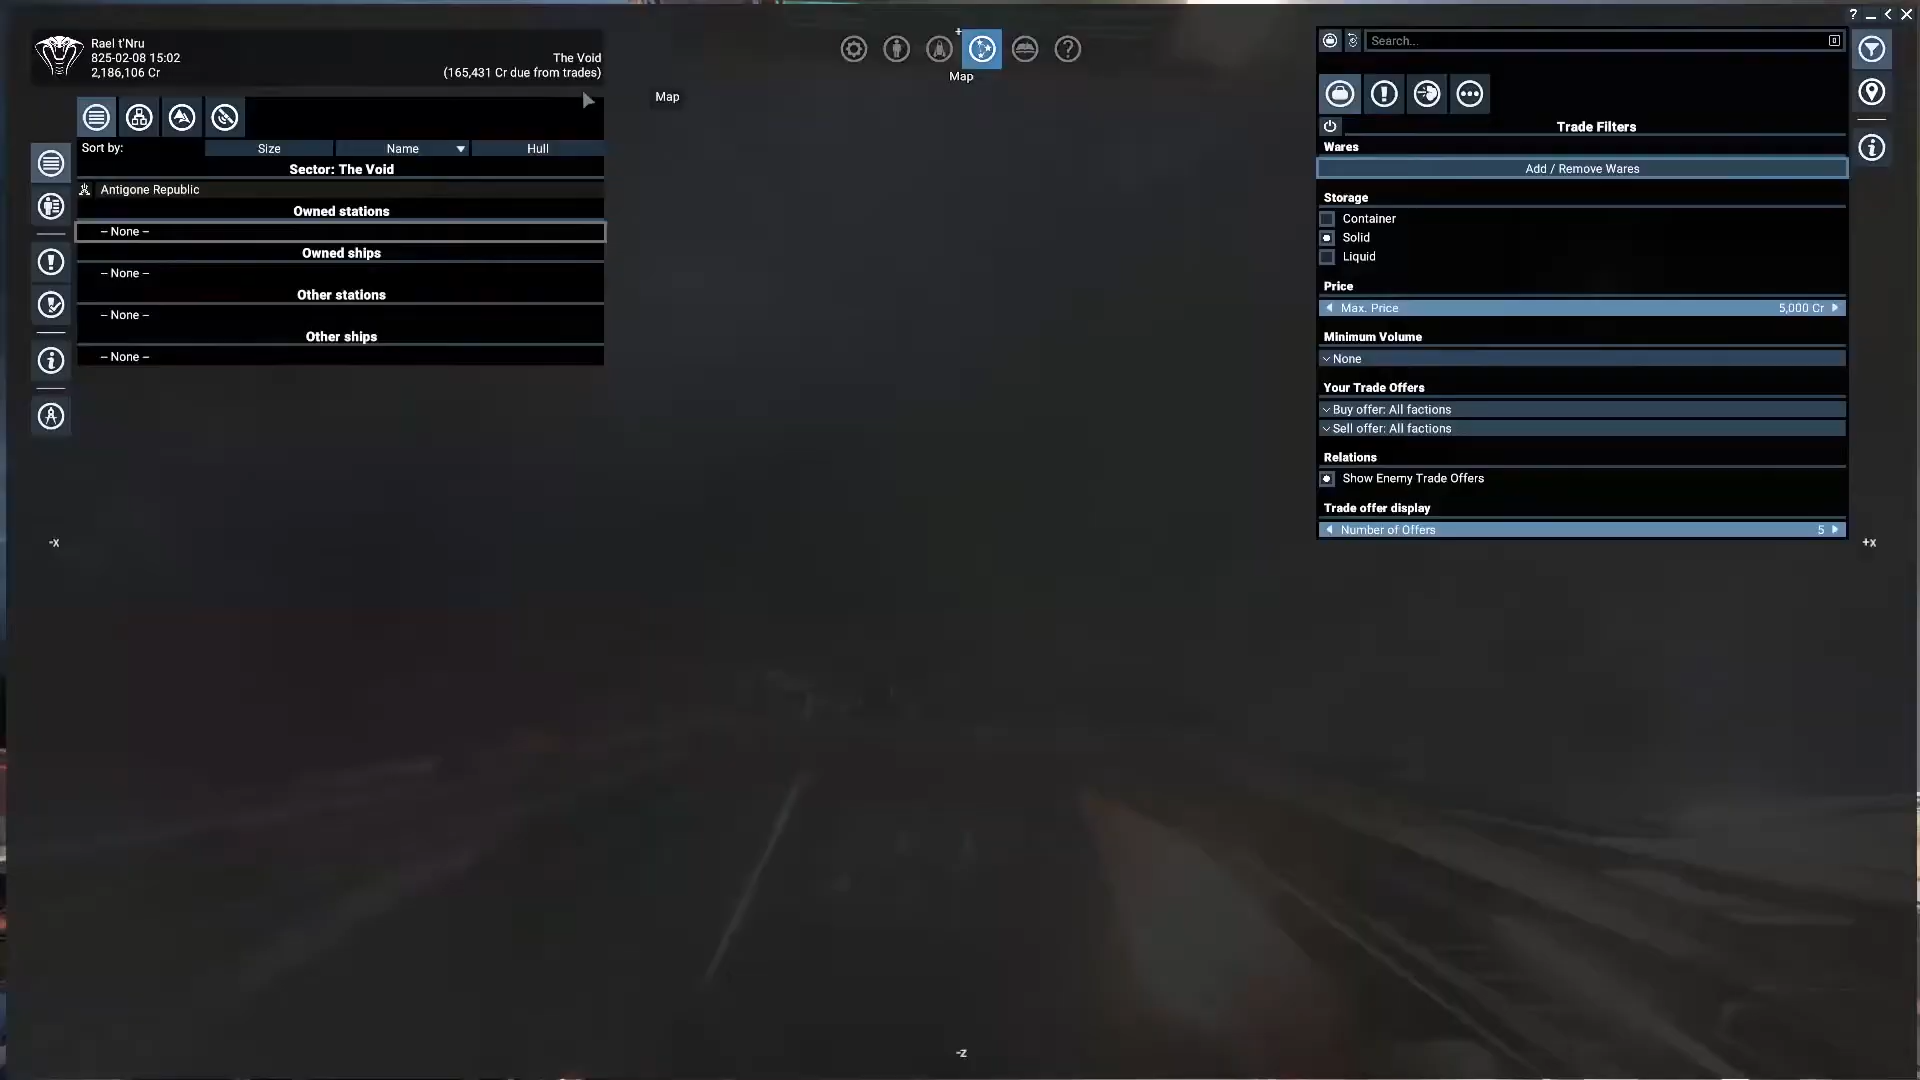 Rael t'Nru
825-02-08 15:02
2,186,106 Cr
The Void
(165,431 Cr due from trades)
Map
Map
Sort by:
Size
Name
Hull
Sector: The Void
Antigone Republic
Owned stations
-- None --
Owned ships
-- None --
Other stations
-- None --
Other ships
-- None --
Search...
Trade Filters
Wares
Add / Remove Wares
Storage
Container
Solid
Liquid
Price
Max. Price 5,000 Cr
Minimum Volume
None
Your Trade Offers
Buy offer: All factions
Sell offer: All factions
Relations
Show Enemy Trade Offers
Trade offer display
Number of Offers 5
-x
+x
-z